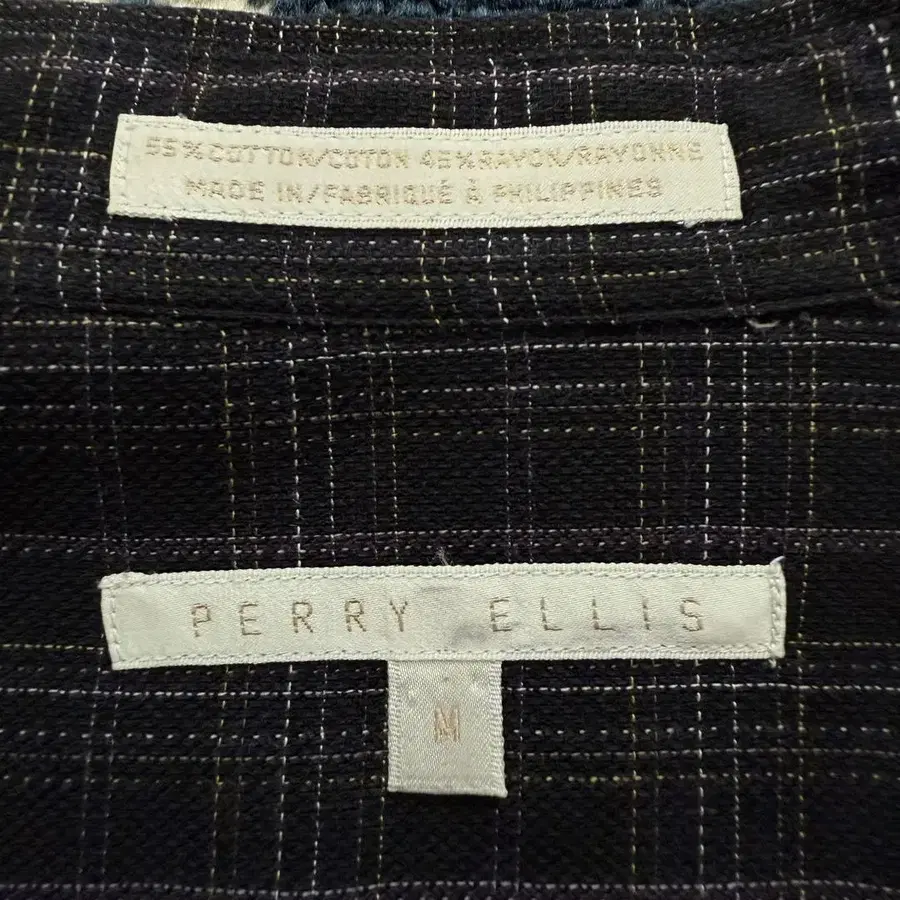 55% COTTON/COTON 45% RAYON/RAYONNE
MADE IN/FABRIQUÉ À PHILIPPINES
PERRY ELLIS
M